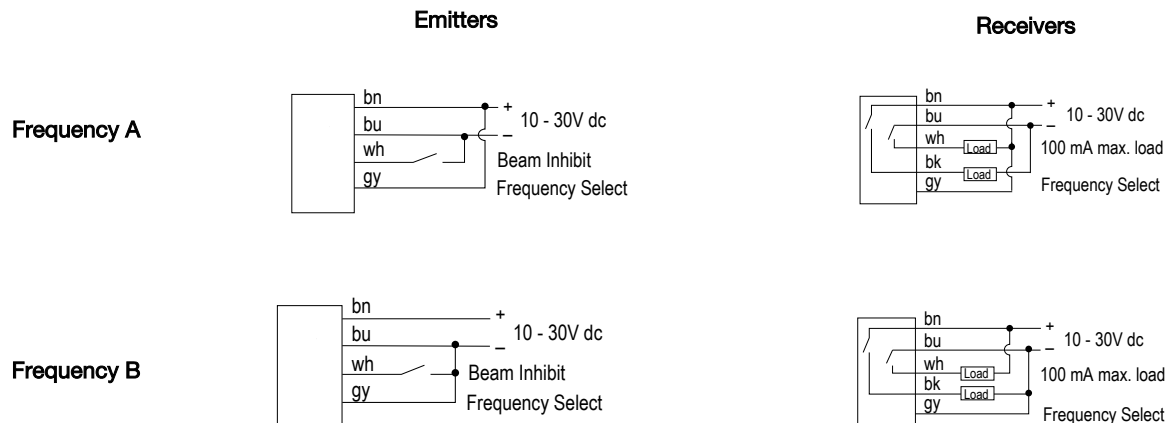 Emitters
Receivers
Frequency A
bn
+
10 - 30V dc
bu
–
wh
Beam Inhibit
gy
Frequency Select
bn
+
10 - 30V dc
bu
–
wh
Load
100 mA max. load
bk
Load
gy
Frequency Select
Frequency B
bn
+
10 - 30V dc
bu
–
wh
Beam Inhibit
gy
Frequency Select
bn
+
10 - 30V dc
bu
–
wh
Load
100 mA max. load
bk
Load
gy
Frequency Select